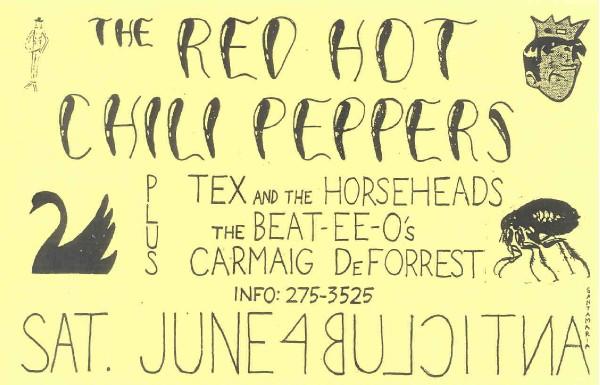 THE RED HOT
CHILI PEPPERS
PLUS
TEX AND THE HORSEHEADS
THE BEAT-EE-O's
CARMAIG DeFORREST
INFO: 275-3525
SAT. JUNE 4 BULCITNA
SANTAMARIA